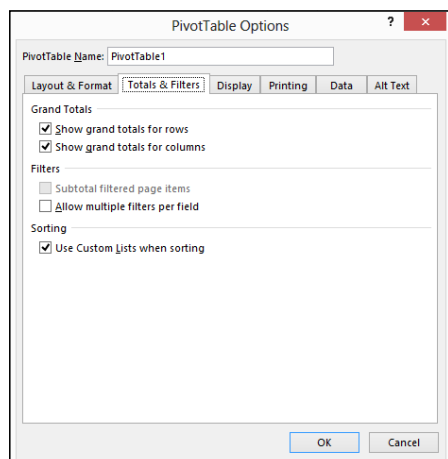 PivotTable Options
?
PivotTable Name: PivotTable1
Layout & Format Totals & Filters Display Printing Data Alt Text
Grand Totals
Show grand totals for rows
Show grand totals for columns
Filters
Subtotal filtered page items
Allow multiple filters per field
Sorting
Use Custom Lists when sorting
OK Cancel